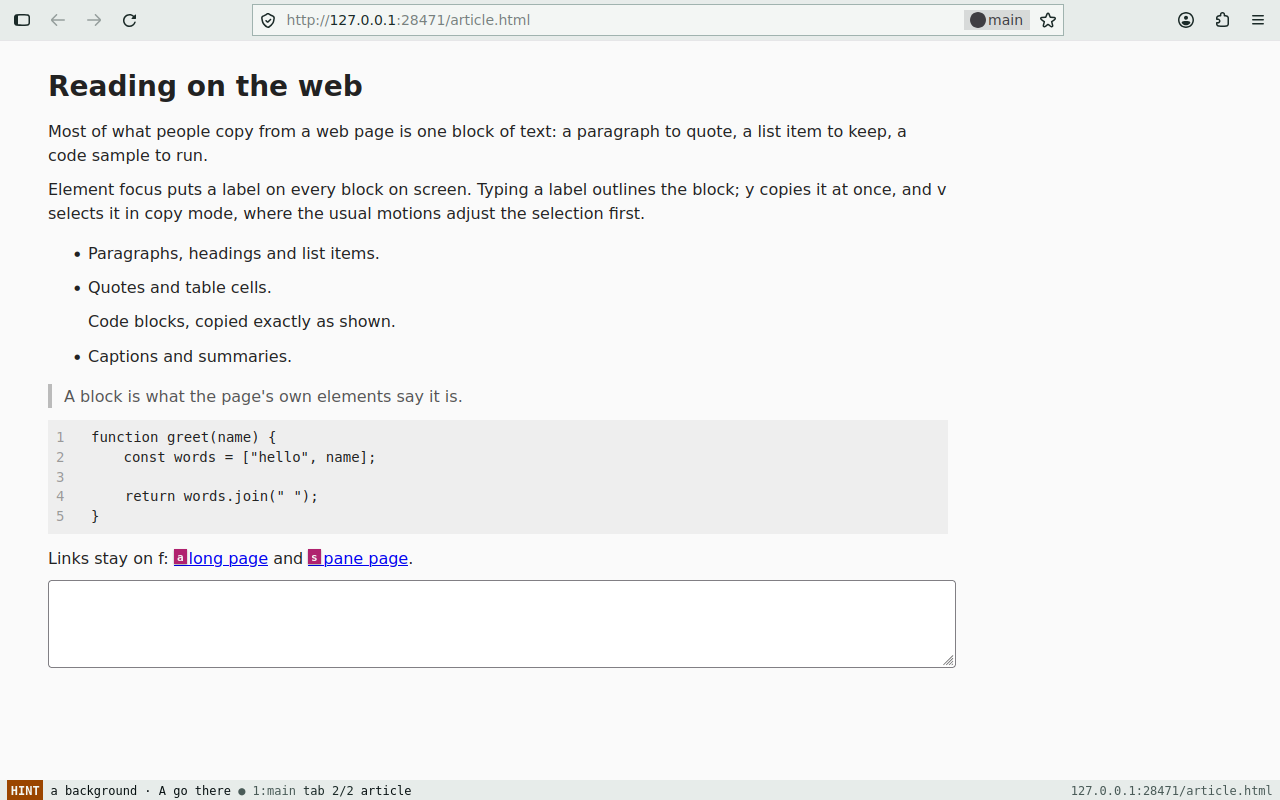 http://127.0.0.1:28471/article.html
main
Reading on the web
Most of what people copy from a web page is one block of text: a paragraph to quote, a list item to keep, a
code sample to run.
Element focus puts a label on every block on screen. Typing a label outlines the block; y copies it at once, and v
selects it in copy mode, where the usual motions adjust the selection first.
• Paragraphs, headings and list items.
• Quotes and table cells.
Code blocks, copied exactly as shown.
• Captions and summaries.
A block is what the page's own elements say it is.
1 function greet(name) {
2     const words = ["hello", name];
3
4     return words.join(" ");
5 }
Links stay on f: a long page and s pane page.
HINT a background · A go there ● 1:main tab 2/2 article 127.0.0.1:28471/article.html